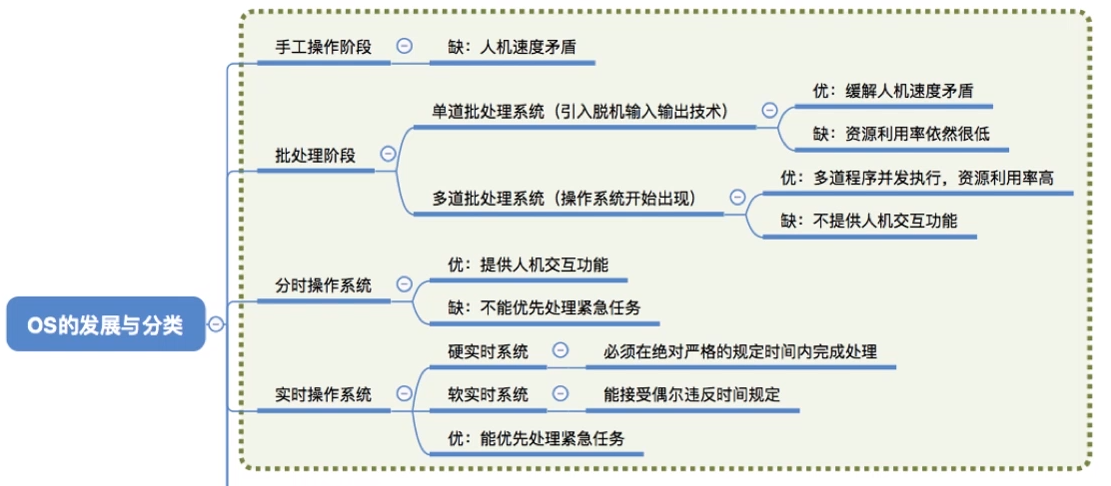 OS的发展与分类
手工操作阶段
缺：人机速度矛盾
批处理阶段
单道批处理系统（引入脱机输入输出技术）
优：缓解人机速度矛盾
缺：资源利用率依然很低
多道批处理系统（操作系统开始出现）
优：多道程序并发执行，资源利用率高
缺：不提供人机交互功能
分时操作系统
优：提供人机交互功能
缺：不能优先处理紧急任务
实时操作系统
硬实时系统
必须在绝对严格的规定时间内完成处理
软实时系统
能接受偶尔违反时间规定
优：能优先处理紧急任务